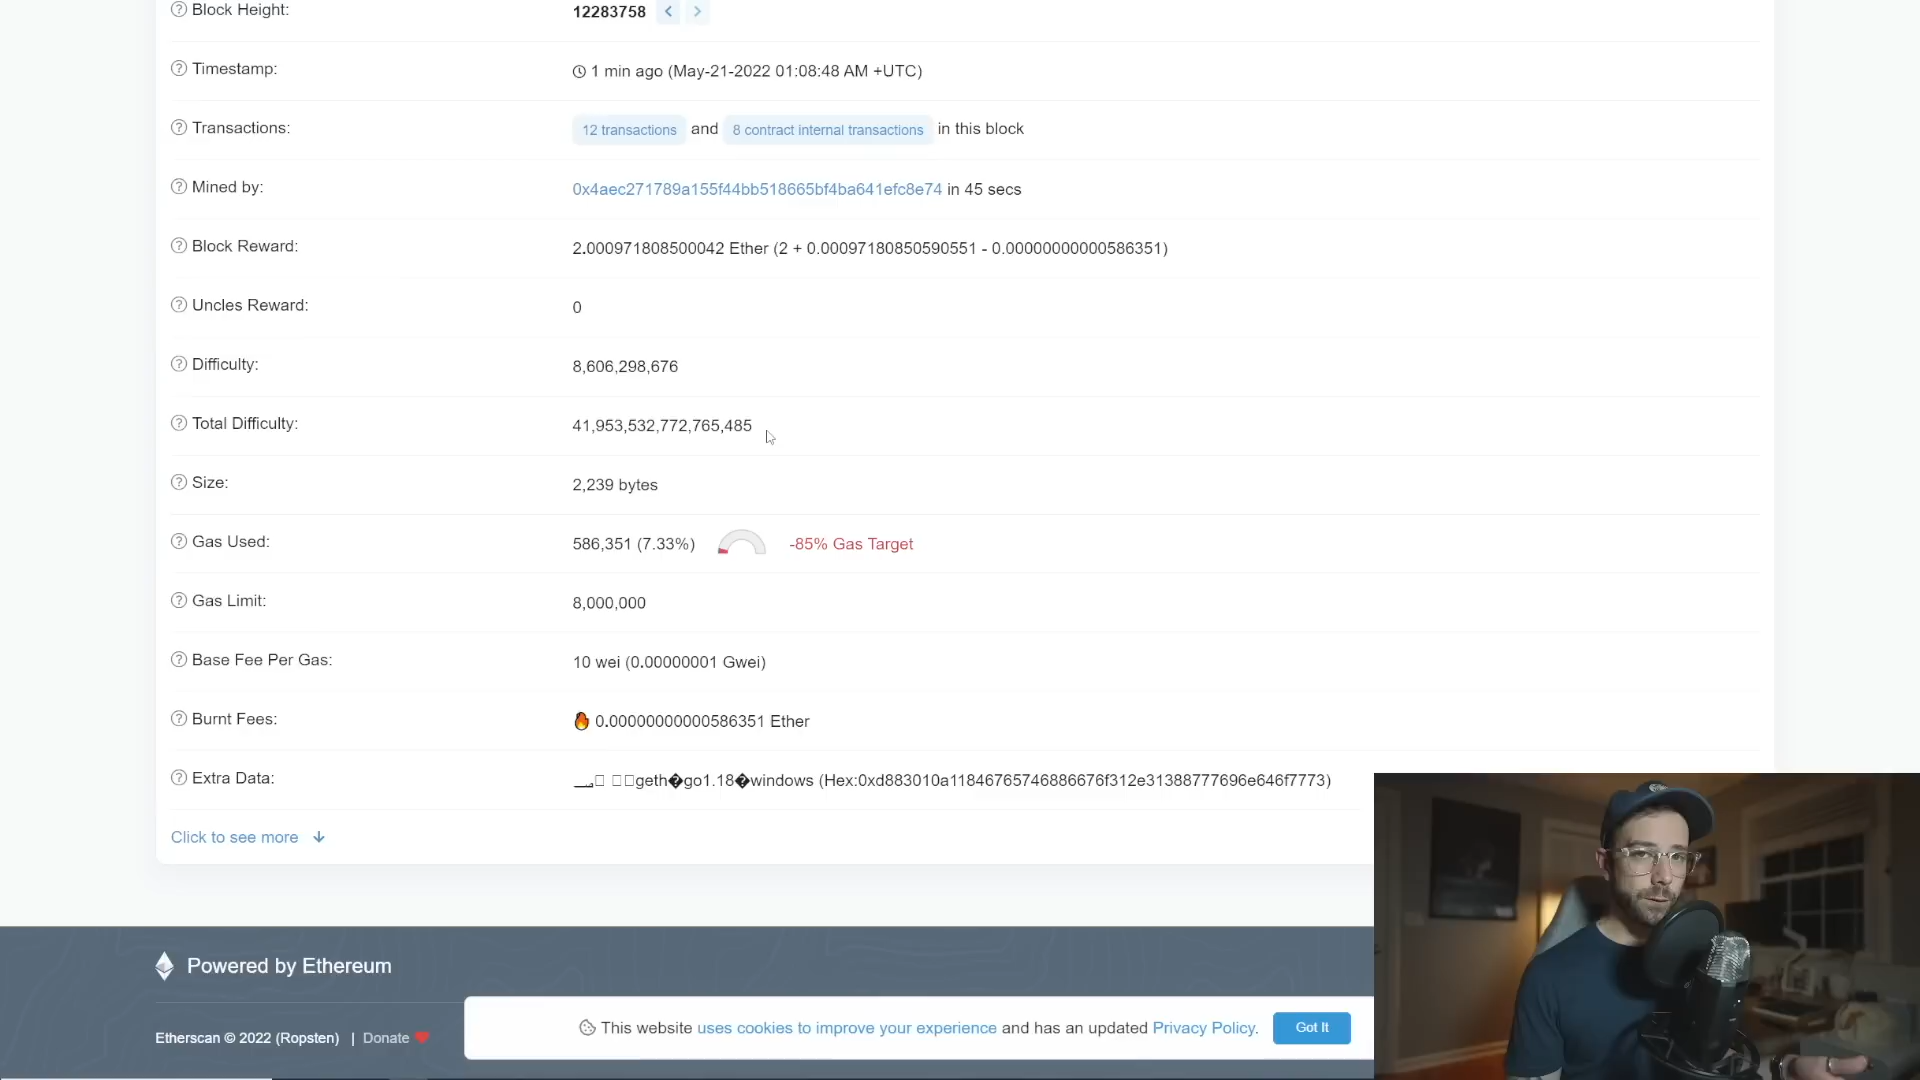 Block Height: 12283758
Timestamp: 1 min ago (May-21-2022 01:08:48 AM +UTC)
Transactions: 12 transactions and 8 contract internal transactions in this block
Mined by: 0x4aec271789a155f44bb518665bf4ba641efc8e74 in 45 secs
Block Reward: 2.000971808500042 Ether (2 + 0.00097180850590551 - 0.00000000000586351)
Uncles Reward: 0
Difficulty: 8,606,298,676
Total Difficulty: 41,953,532,772,765,485
Size: 2,239 bytes
Gas Used: 586,351 (7.33%) -85% Gas Target
Gas Limit: 8,000,000
Base Fee Per Gas: 10 wei (0.00000001 Gwei)
Burnt Fees: 🔥 0.00000000000586351 Ether
Extra Data: geth�go1.18�windows (Hex:0xd883010a11846765746886676f312e31388777696e646f7773)
Click to see more
Powered by Ethereum
Etherscan © 2022 (Ropsten) | Donate
This website uses cookies to improve your experience and has an updated Privacy Policy. Got It